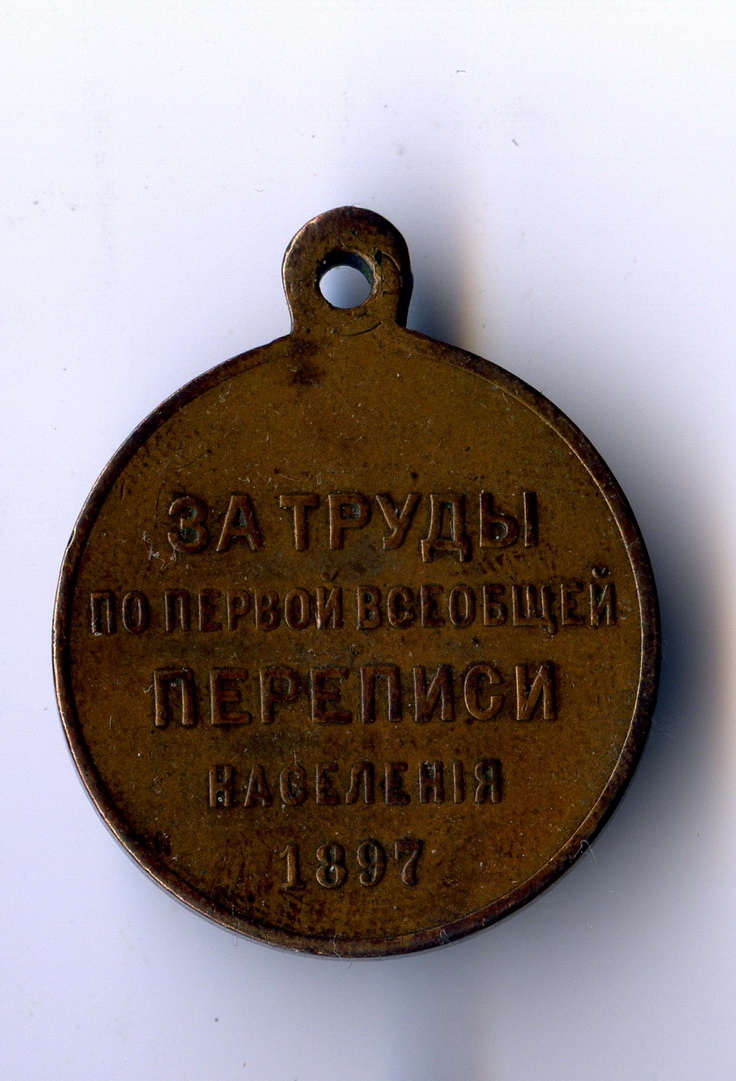 ЗА ТРУДЫ
ПО ПЕРВОЙ ВСЕОБЩЕЙ
ПЕРЕПИСИ
НАСЕЛЕНІЯ
1897